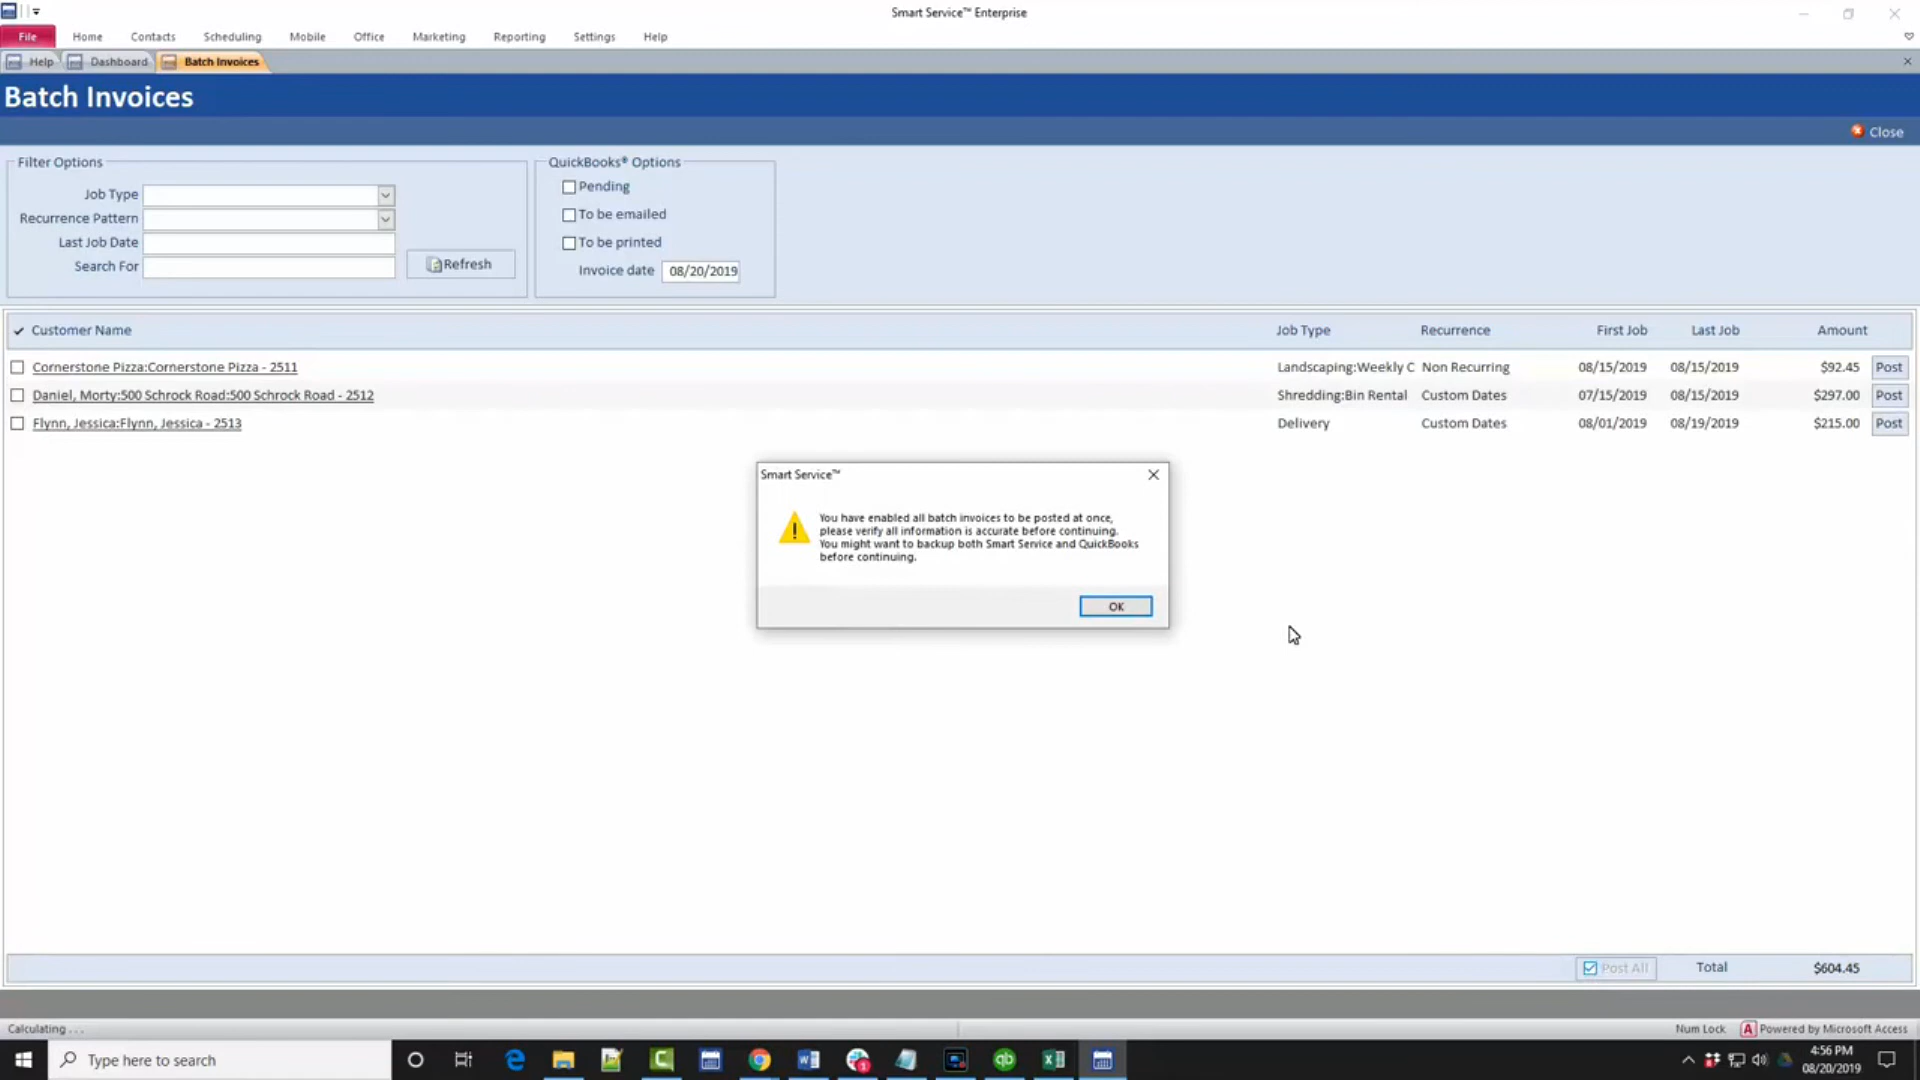 Smart Service™ Enterprise
File Home Contacts Scheduling Mobile Office Marketing Reporting Settings Help
Help Dashboard Batch Invoices
Batch Invoices
Close
Filter Options
Job Type
Recurrence Pattern
Last Job Date
Search For
Refresh
QuickBooks® Options
Pending
To be emailed
To be printed
Invoice date 08/20/2019
Customer Name Job Type Recurrence First Job Last Job Amount
Cornerstone Pizza:Cornerstone Pizza - 2511 Landscaping:Weekly C Non Recurring 08/15/2019 08/15/2019 $92.45 Post
Daniel, Morty:500 Schrock Road:500 Schrock Road - 2512 Shredding:Bin Rental Custom Dates 07/15/2019 08/15/2019 $297.00 Post
Flynn, Jessica:Flynn, Jessica - 2513 Delivery Custom Dates 08/01/2019 08/19/2019 $215.00 Post
Smart Service™
You have enabled all batch invoices to be posted at once,
please verify all information is accurate before continuing.
You might want to backup both Smart Service and QuickBooks
before continuing.
OK
Post All Total $604.45
Calculating . . . Num Lock A Powered by Microsoft Access
Type here to search
4:56 PM
08/20/2019